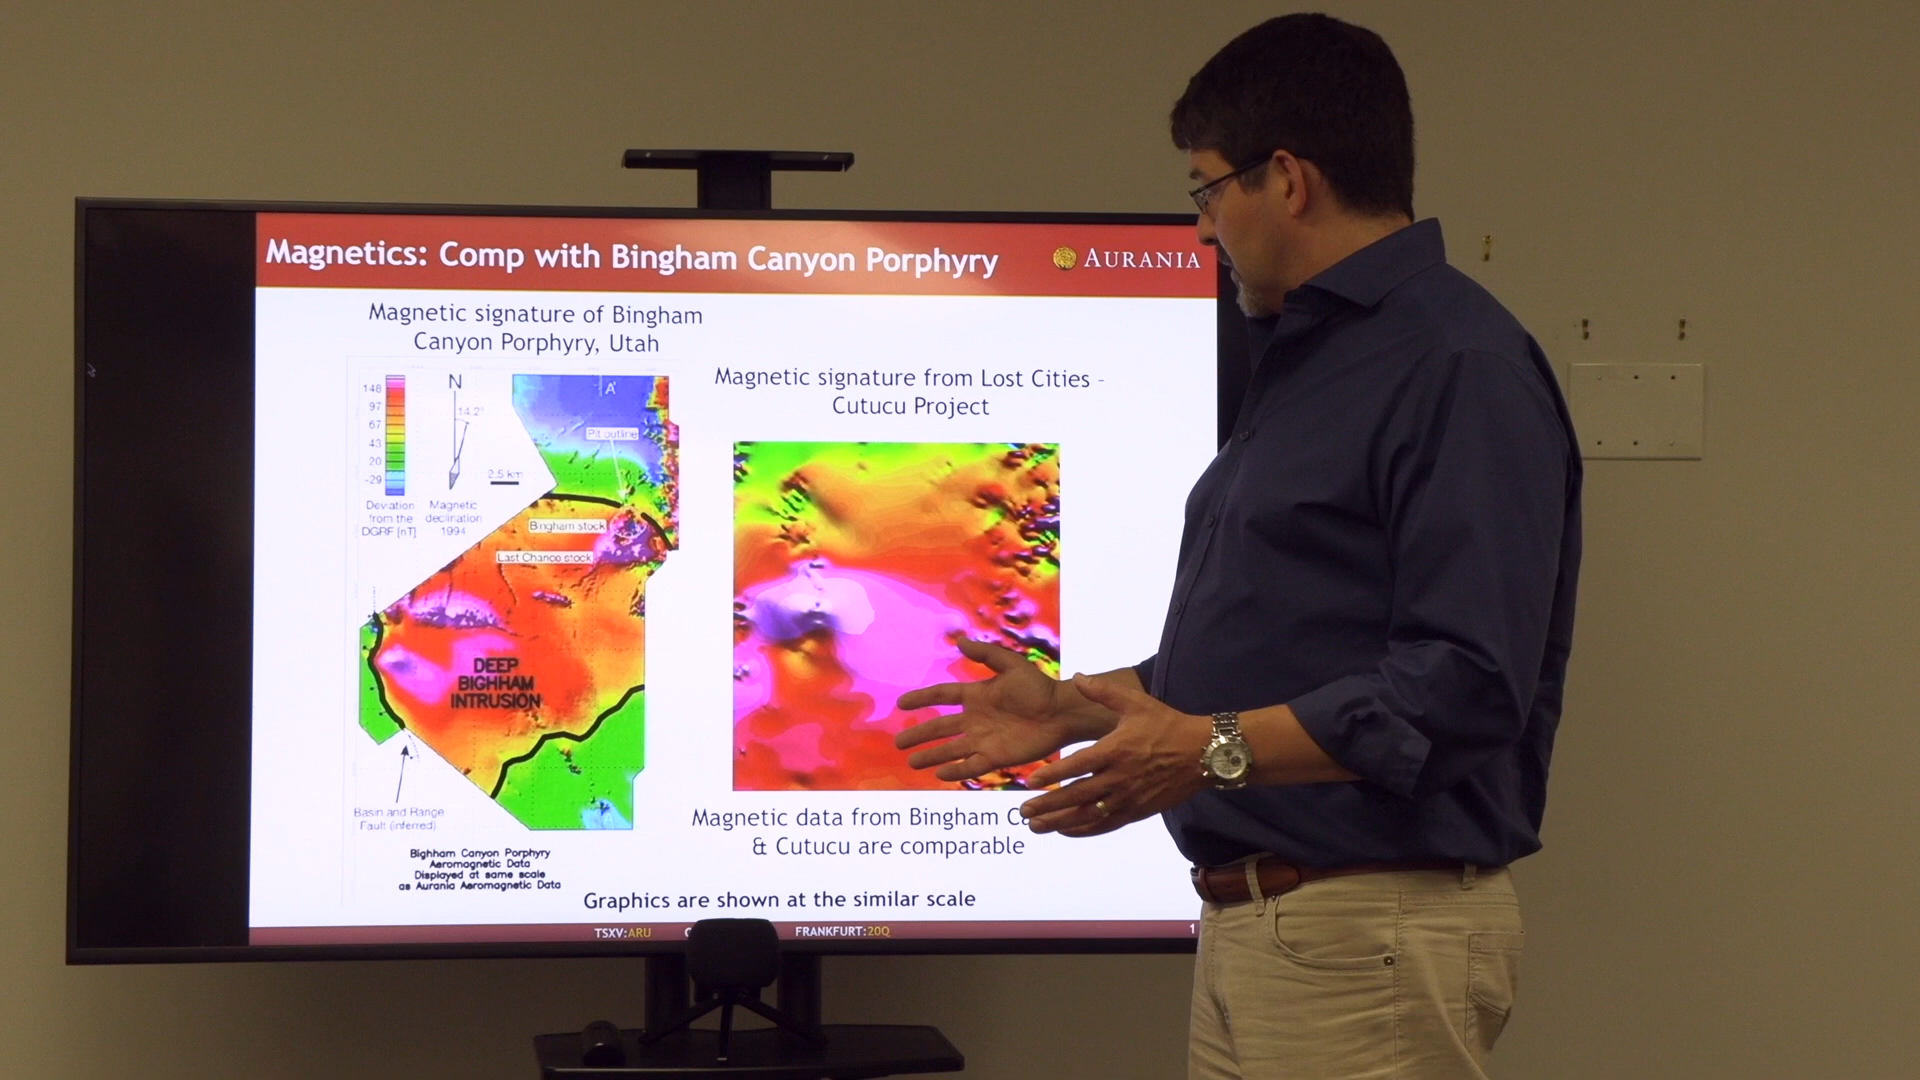 Magnetics: Comp with Bingham Canyon Porphyry
AURANIA
Magnetic signature of Bingham
Canyon Porphyry, Utah
148
97
67
43
20
-29
Deviation
from the
DGRF [nT]
N
14.2°
Magnetic
declination
1994
2.5 km
A'
Pit outline
Bingham stock
Last Chance stock
DEEP
BIGHHAM
INTRUSION
A
Basin and Range
Fault (inferred)
Bighham Canyon Porphyry
Aeromagnetic Data
Displayed at same scale
as Aurania Aeromagnetic Data
Magnetic signature from Lost Cities -
Cutucu Project
Magnetic data from Bingham
& Cutucu are comparable
Graphics are shown at the similar scale
TSXV:ARU
FRANKFURT:20Q
1